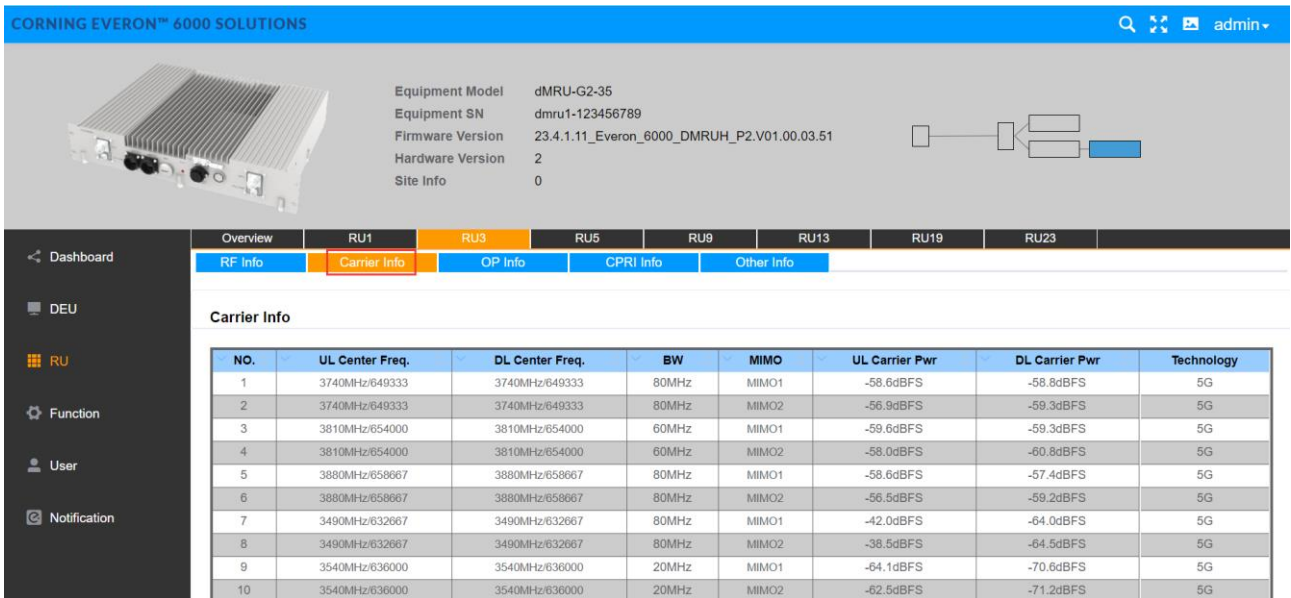 CORNING EVERON™ 6000 SOLUTIONS
admin
Equipment Model dMRU-G2-35
Equipment SN dmru1-123456789
Firmware Version 23.4.1.11_Everon_6000_DMRUH_P2.V01.00.03.51
Hardware Version 2
Site Info 0
Overview RU1 RU3 RU5 RU9 RU13 RU19 RU23
RF Info Carrier Info OP Info CPRI Info Other Info
Dashboard
DEU
RU
Function
User
Notification
Carrier Info
NO. UL Center Freq. DL Center Freq. BW MIMO UL Carrier Pwr DL Carrier Pwr Technology
1 3740MHz/649333 3740MHz/649333 80MHz MIMO1 -58.6dBFS -58.8dBFS 5G
2 3740MHz/649333 3740MHz/649333 80MHz MIMO2 -56.9dBFS -59.3dBFS 5G
3 3810MHz/654000 3810MHz/654000 60MHz MIMO1 -59.6dBFS -59.3dBFS 5G
4 3810MHz/654000 3810MHz/654000 60MHz MIMO2 -58.0dBFS -60.8dBFS 5G
5 3880MHz/658667 3880MHz/658667 80MHz MIMO1 -58.6dBFS -57.4dBFS 5G
6 3880MHz/658667 3880MHz/658667 80MHz MIMO2 -56.5dBFS -59.2dBFS 5G
7 3490MHz/632667 3490MHz/632667 80MHz MIMO1 -42.0dBFS -64.0dBFS 5G
8 3490MHz/632667 3490MHz/632667 80MHz MIMO2 -38.5dBFS -64.5dBFS 5G
9 3540MHz/636000 3540MHz/636000 20MHz MIMO1 -64.1dBFS -70.6dBFS 5G
10 3540MHz/636000 3540MHz/636000 20MHz MIMO2 -62.5dBFS -71.2dBFS 5G